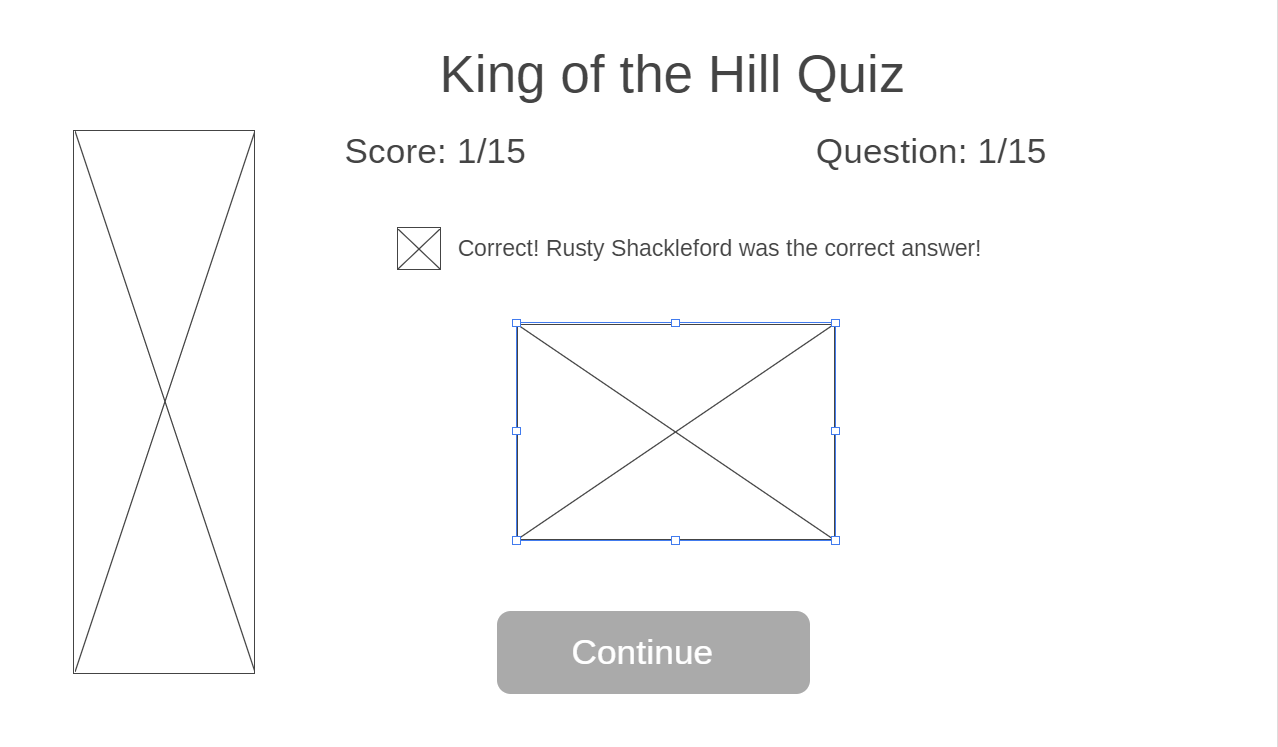 King of the Hill Quiz
Score: 1/15
Question: 1/15
Correct! Rusty Shackleford was the correct answer!
Continue